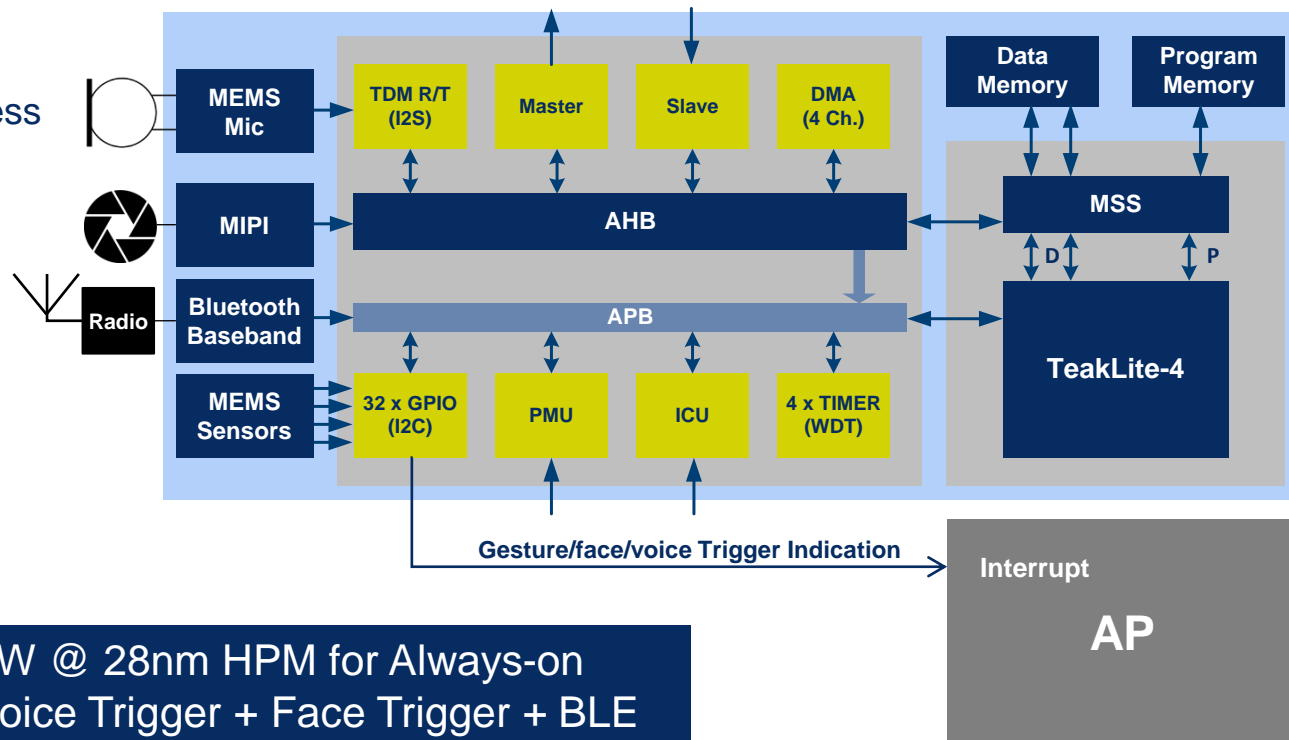 ess
MEMS
Mic
TDM R/T
(I2S)
Master
Slave
DMA
(4 Ch.)
Data
Memory
Program
Memory
MIPI
AHB
MSS
D
P
Radio
Bluetooth
Baseband
APB
TeakLite-4
MEMS
Sensors
32 x GPIO
(I2C)
PMU
ICU
4 x TIMER
(WDT)
Gesture/face/voice Trigger Indication
Interrupt
AP
W @ 28nm HPM for Always-on
oice Trigger + Face Trigger + BLE